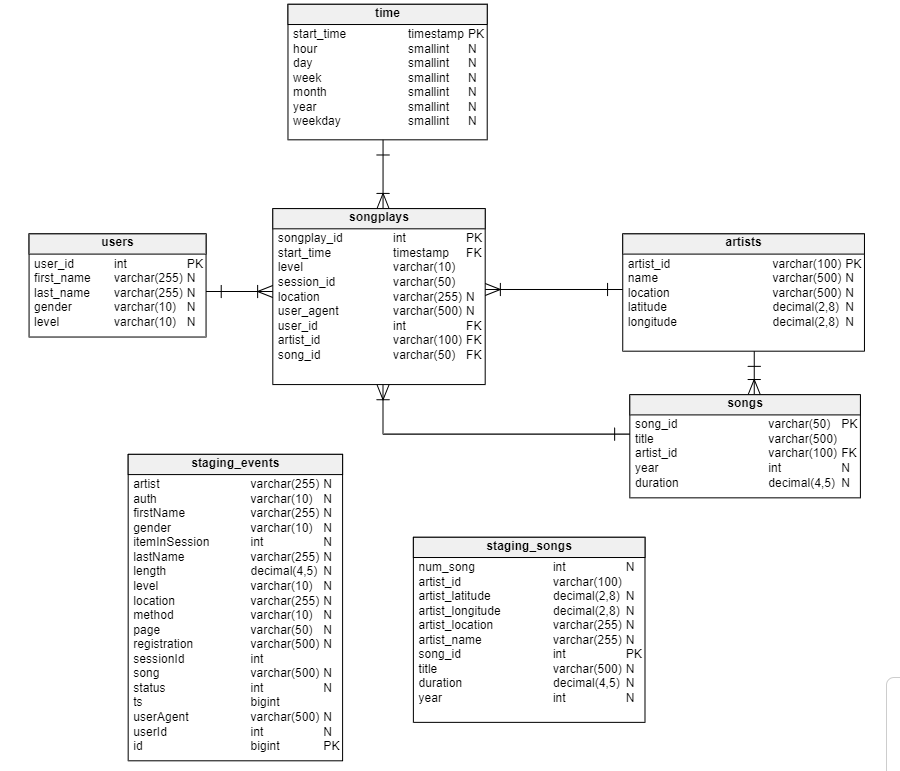 time
start_time timestamp PK
hour smallint N
day smallint N
week smallint N
month smallint N
year smallint N
weekday smallint N
users
user_id int PK
first_name varchar(255) N
last_name varchar(255) N
gender varchar(10) N
level varchar(10) N
songplays
songplay_id int PK
start_time timestamp FK
level varchar(10)
session_id varchar(50)
location varchar(255) N
user_agent varchar(500) N
user_id int FK
artist_id varchar(100) FK
song_id varchar(50) FK
artists
artist_id varchar(100) PK
name varchar(500) N
location varchar(500) N
latitude decimal(2,8) N
longitude decimal(2,8) N
songs
song_id varchar(50) PK
title varchar(500)
artist_id varchar(100) FK
year int N
duration decimal(4,5) N
staging_events
artist varchar(255) N
auth varchar(10) N
firstName varchar(255) N
gender varchar(10) N
itemInSession int N
lastName varchar(255) N
length decimal(4,5) N
level varchar(10) N
location varchar(255) N
method varchar(10) N
page varchar(50) N
registration varchar(500) N
sessionId int
song varchar(500) N
status int N
ts bigint
userAgent varchar(500) N
userId int N
id bigint PK
staging_songs
num_song int N
artist_id varchar(100)
artist_latitude decimal(2,8) N
artist_longitude decimal(2,8) N
artist_location varchar(255) N
artist_name varchar(255) N
song_id int PK
title varchar(500) N
duration decimal(4,5) N
year int N